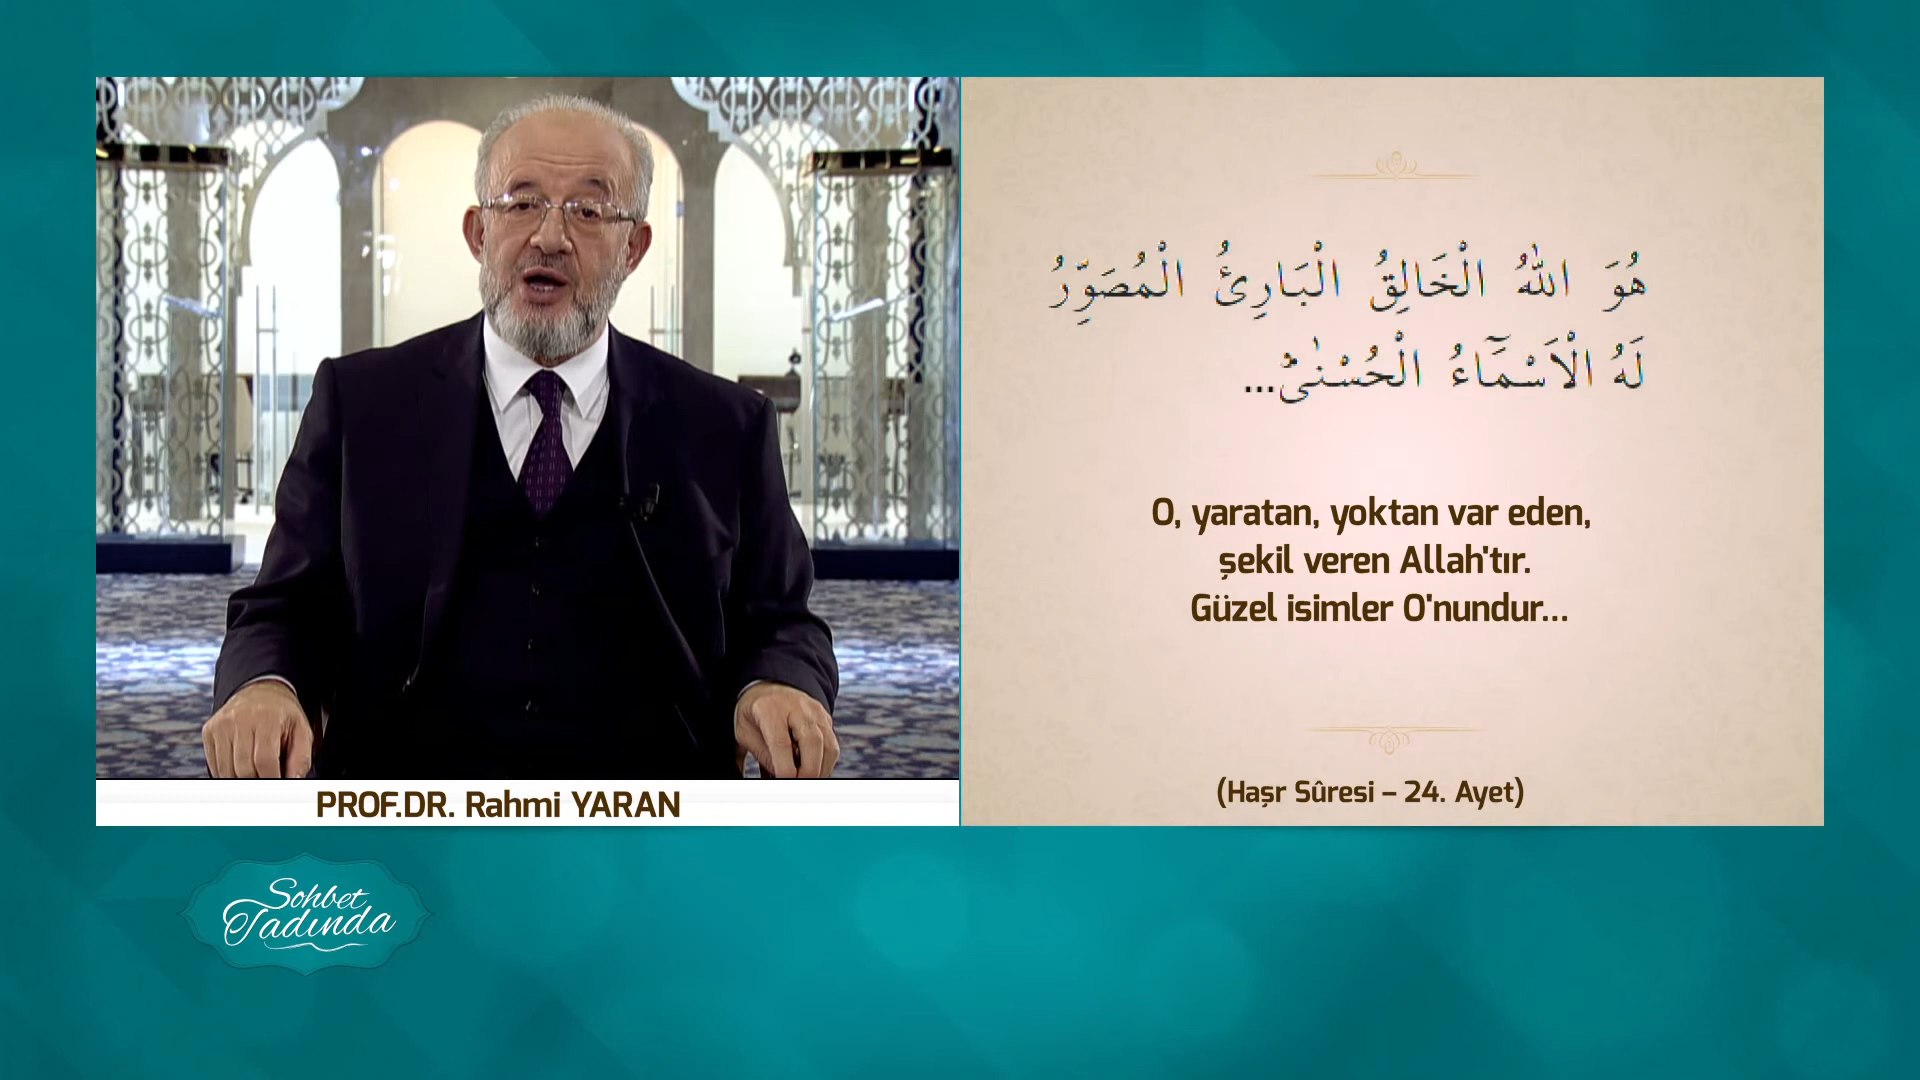 هُوَ اللّٰهُ الْخَالِقُ الْبَارِئُ الْمُصَوِّرُ
لَهُ الْاَسْمَٓاءُ الْحُسْنٰىۜ...
O, yaratan, yoktan var eden,
şekil veren Allah'tır.
Güzel isimler O'nundur...
(Haşr Sûresi – 24. Ayet)
PROF.DR. Rahmi YARAN
Sohbet
Tadında